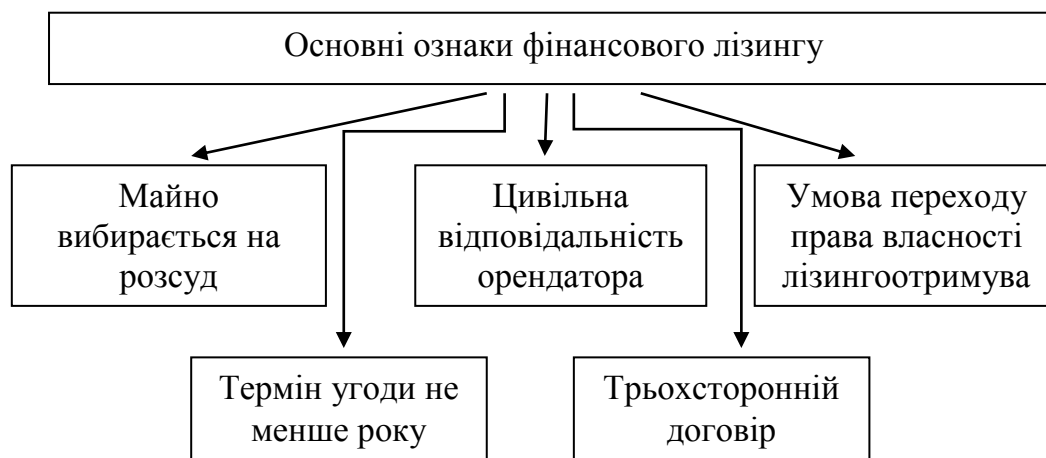 Основні ознаки фінансового лізингу
Майно
вибирається на
розсуд
Цивільна
відповідальність
орендатора
Умова переходу
права власності
лізингоотримува
Термін угоди не
менше року
Трьохсторонній
договір